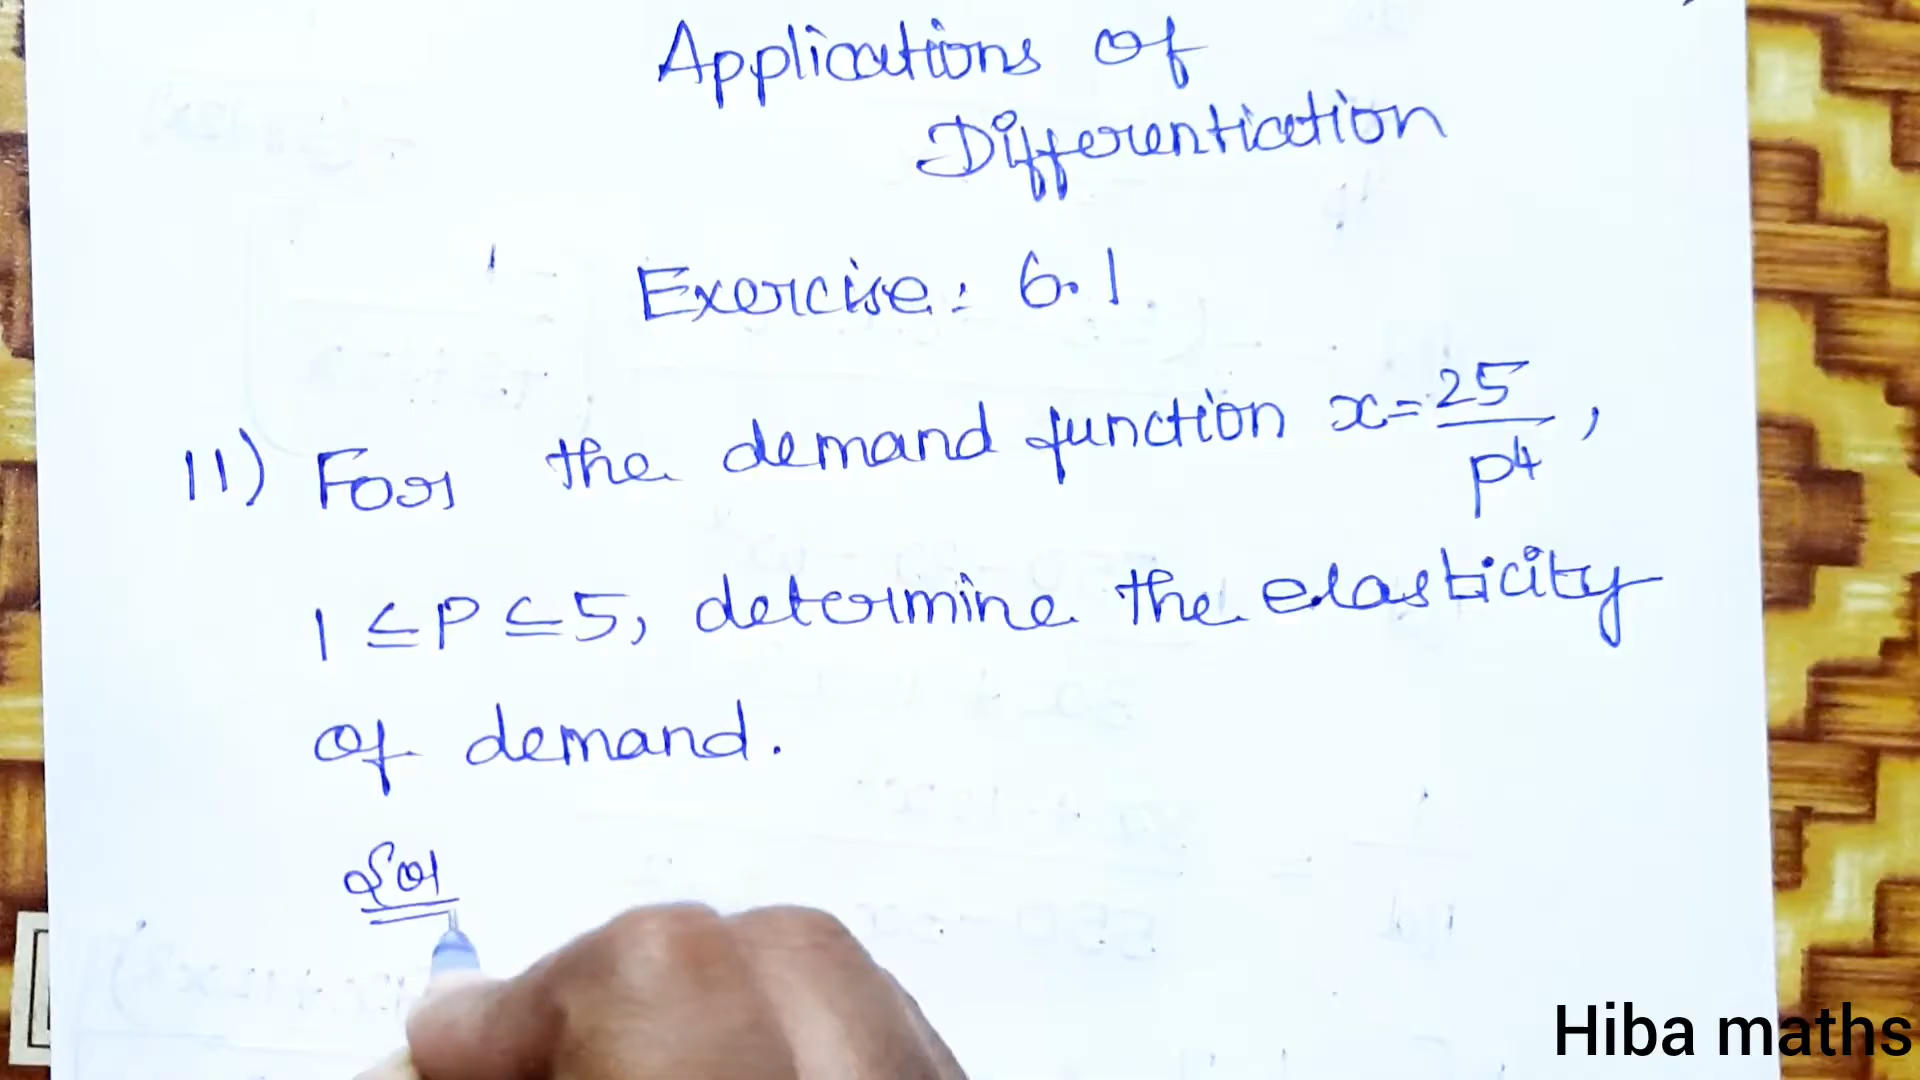 Applications of
Differentiation
Exercise: 6.1
11) For the demand function x = 25/p⁴,
1 ≤ P ≤ 5, determine the elasticity
of demand.
Sol
Hiba maths